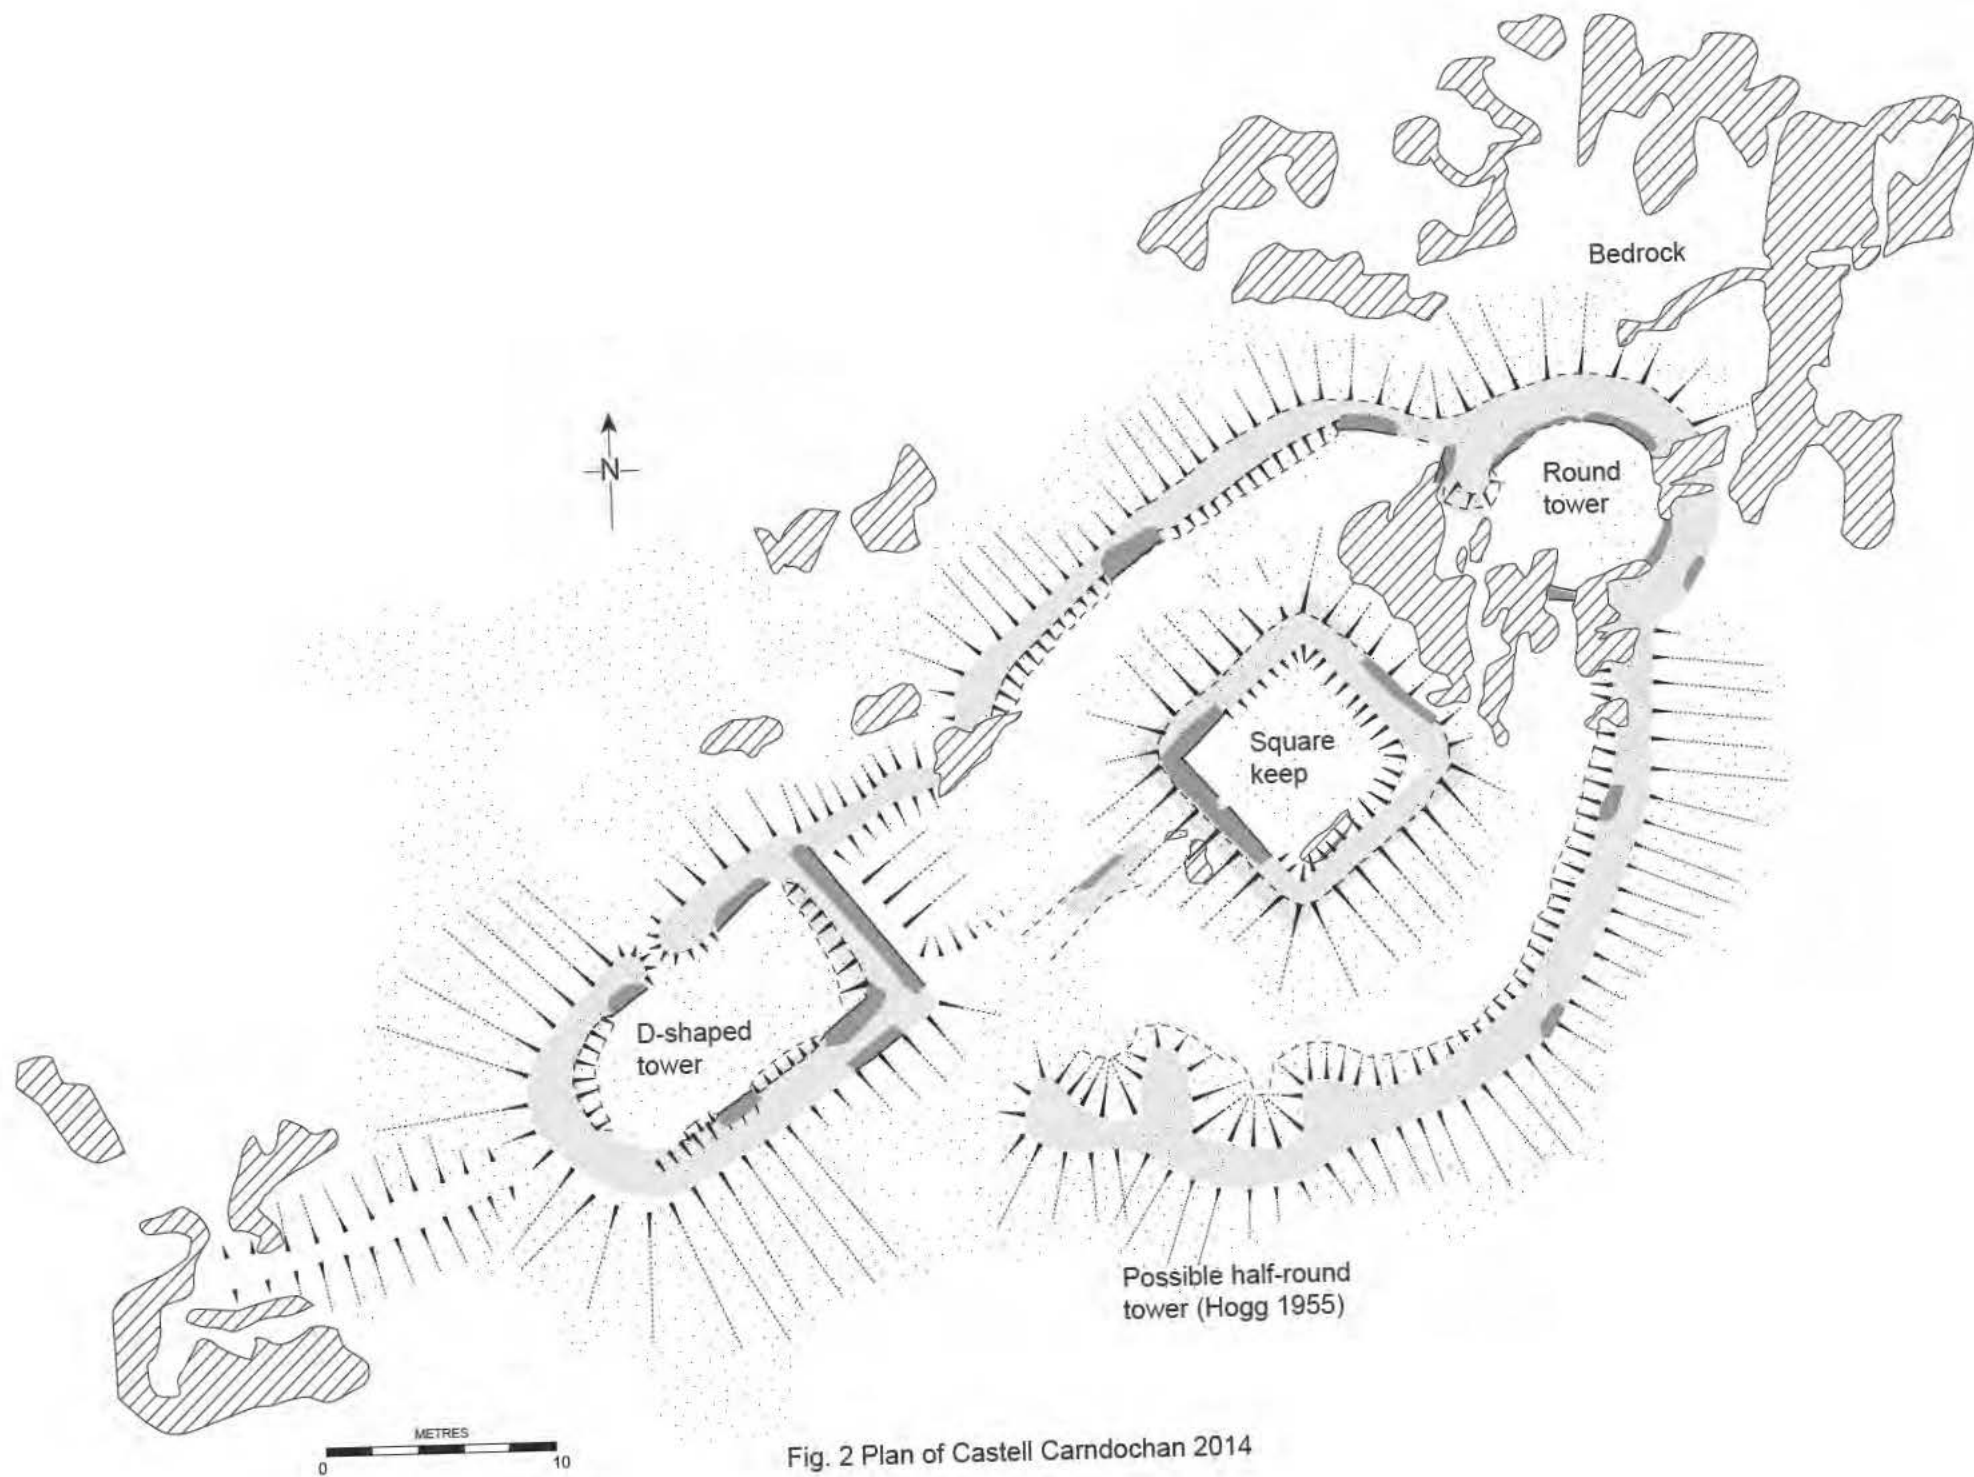 Bedrock
N
Round
tower
Square
keep
D-shaped
tower
Possible half-round
tower (Hogg 1955)
METRES
0 10
Fig. 2 Plan of Castell Carndochan 2014